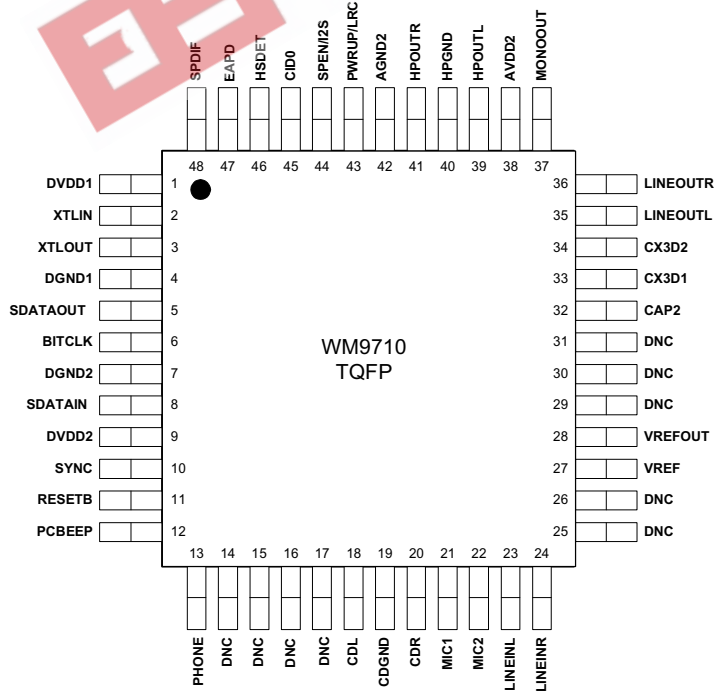 SPDIF
EAPD
HSDET
CID0
SPEN/I2S
PWRUP/LRC
AGND2
HPOUTR
HPGND
HPOUTL
AVDD2
MONOOUT
48 47 46 45 44 43 42 41 40 39 38 37
DVDD1 1
XTLIN 2
XTLOUT 3
DGND1 4
SDATAOUT 5
BITCLK 6
DGND2 7
SDATAIN 8
DVDD2 9
SYNC 10
RESETB 11
PCBEEP 12
WM9710
TQFP
36 LINEOUTR
35 LINEOUTL
34 CX3D2
33 CX3D1
32 CAP2
31 DNC
30 DNC
29 DNC
28 VREFOUT
27 VREF
26 DNC
25 DNC
13 14 15 16 17 18 19 20 21 22 23 24
PHONE
DNC
DNC
DNC
DNC
CDL
CDGND
CDR
MIC1
MIC2
LINEINL
LINEINR